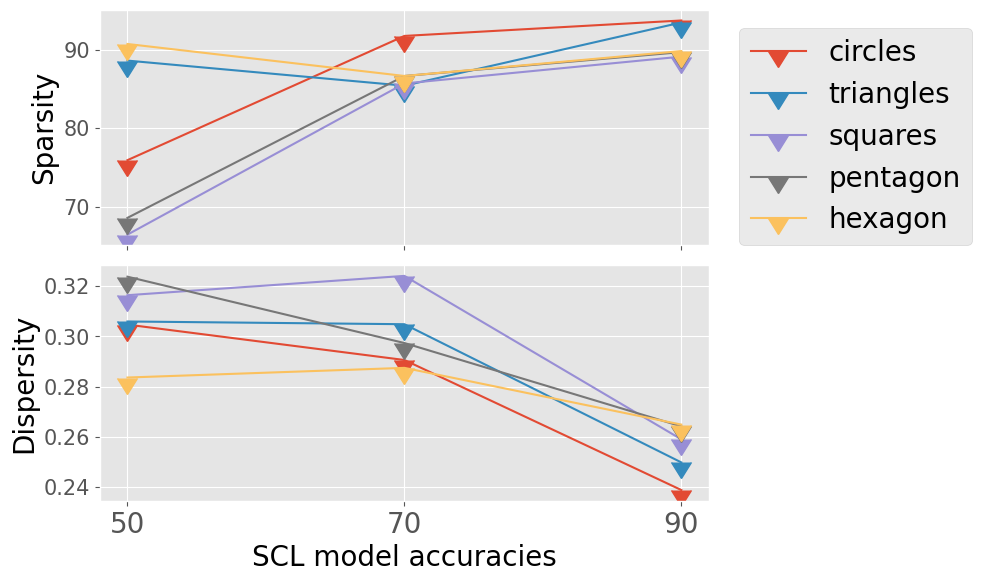 Sparsity
90
80
70
circles
triangles
squares
pentagon
hexagon
Dispersity
0.32
0.30
0.28
0.26
0.24
50 70 90
SCL model accuracies